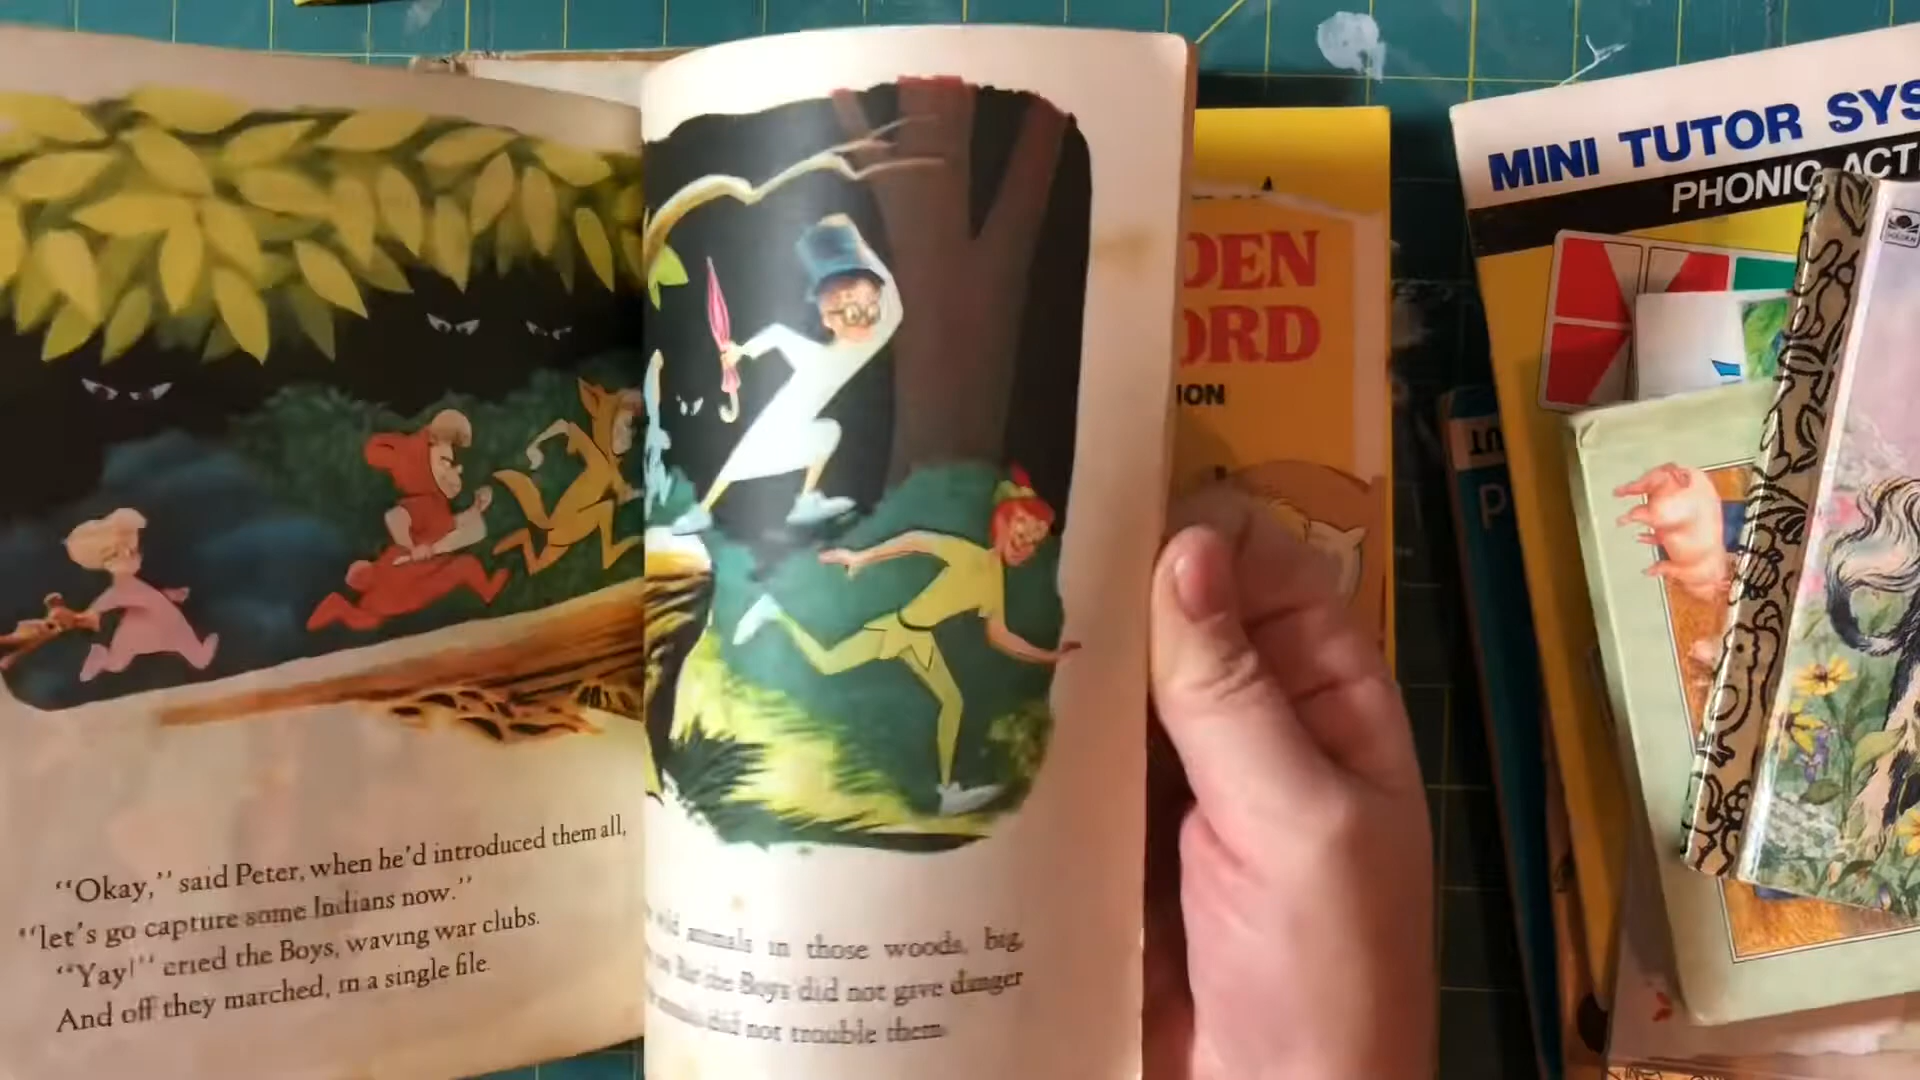 "Okay," said Peter, when he'd introduced them all,
"let's go capture some Indians now."
"Yay!" cried the Boys, waving war clubs.
And off they marched, in a single file.
wild animals in those woods, big,
the Boys did not give danger
did not trouble them
DEN
ORD
ION
MINI TUTOR SYS
PHONIC ACT
GOLDEN